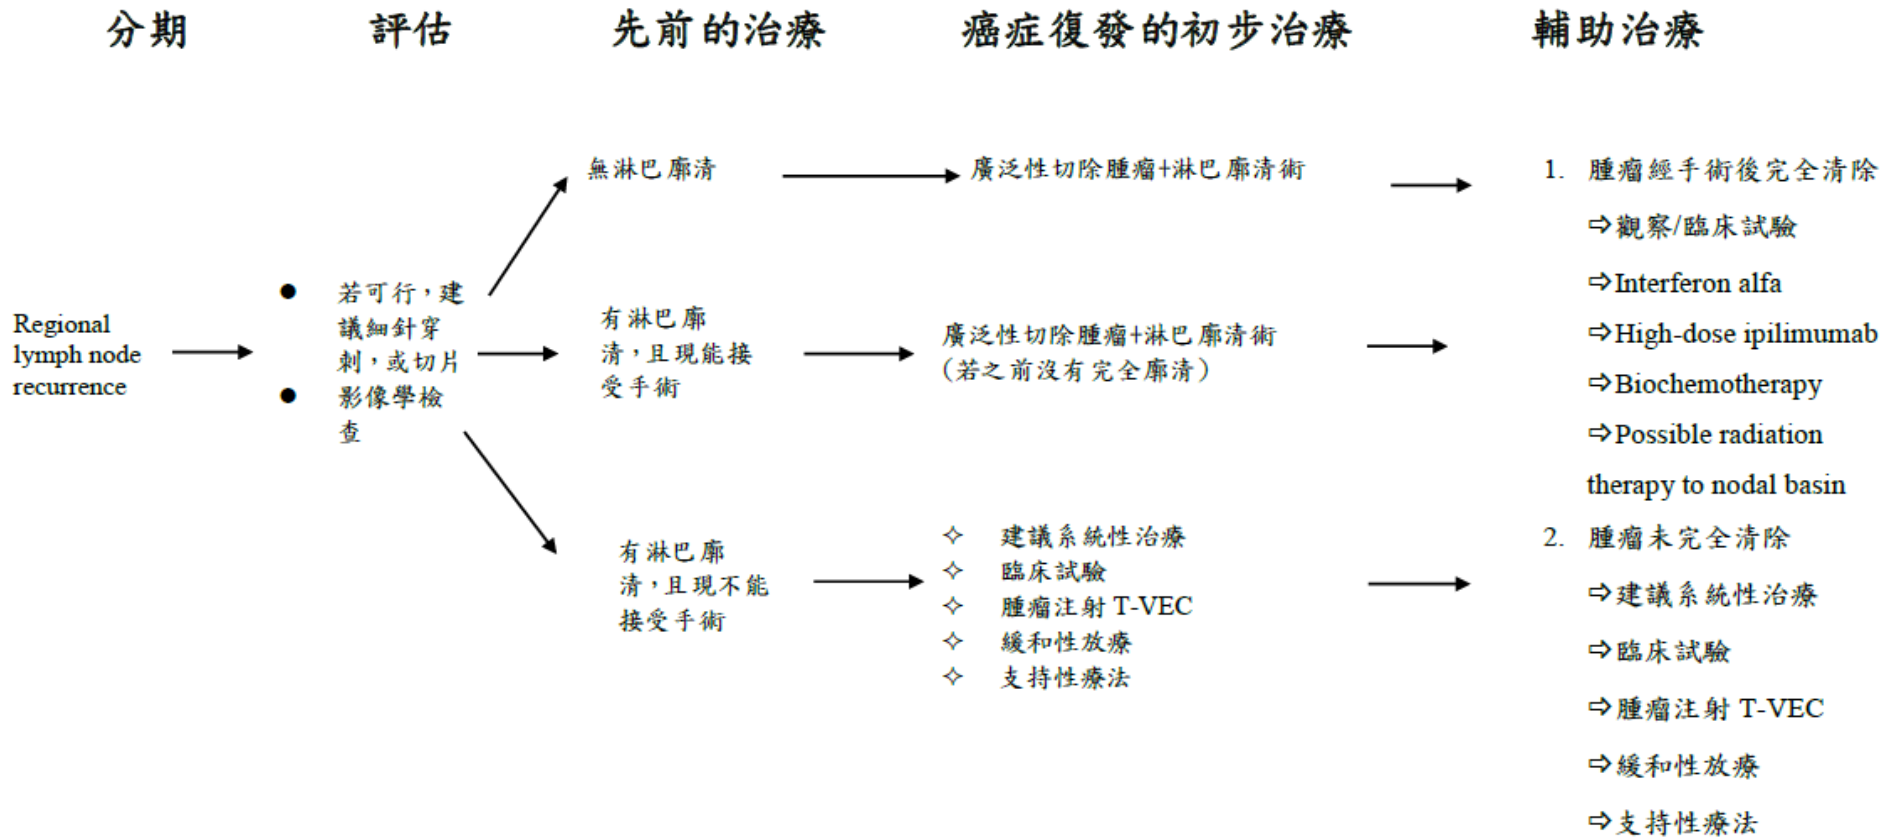 分期 評估 先前的治療 癌症復發的初步治療 輔助治療
Regional
lymph node
recurrence
● 若可行，建
議細針穿
刺，或切片
● 影像學檢
查
無淋巴廓清
廣泛性切除腫瘤+淋巴廓清術
有淋巴廓
清，且現能接
受手術
廣泛性切除腫瘤+淋巴廓清術
(若之前沒有完全廓清)
有淋巴廓
清，且現不能
接受手術
✧ 建議系統性治療
✧ 臨床試驗
✧ 腫瘤注射 T-VEC
✧ 緩和性放療
✧ 支持性療法
1. 腫瘤經手術後完全清除
⇨觀察/臨床試驗
⇨Interferon alfa
⇨High-dose ipilimumab
⇨Biochemotherapy
⇨Possible radiation
therapy to nodal basin
2. 腫瘤未完全清除
⇨建議系統性治療
⇨臨床試驗
⇨腫瘤注射 T-VEC
⇨緩和性放療
⇨支持性療法